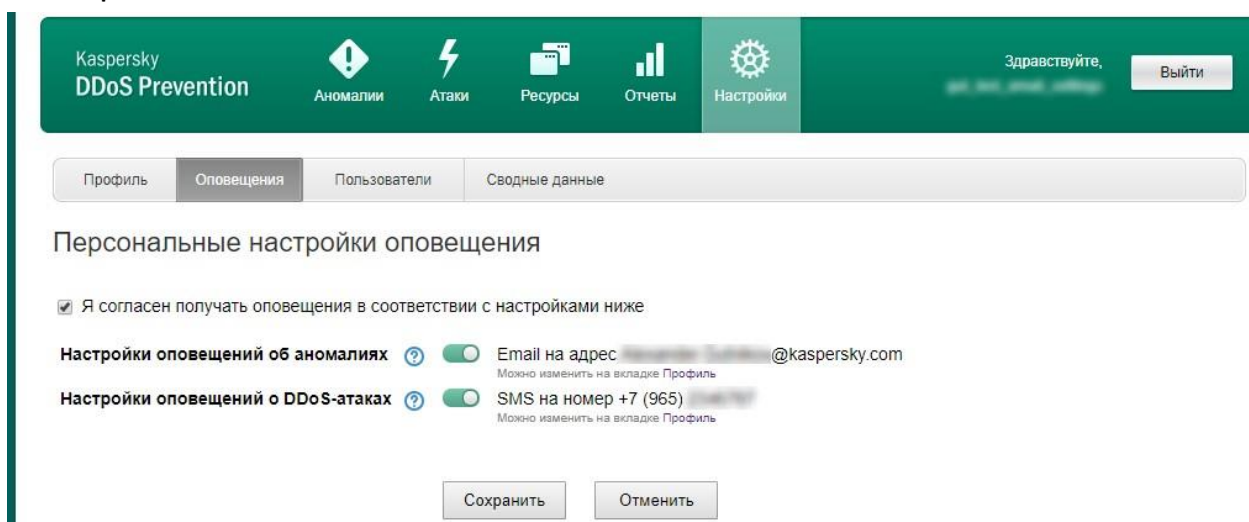 Kaspersky
DDoS Prevention
Аномалии
Атаки
Ресурсы
Отчеты
Настройки
Здравствуйте,
Выйти
Профиль
Оповещения
Пользователи
Сводные данные
Персональные настройки оповещения
Я согласен получать оповещения в соответствии с настройками ниже
Настройки оповещений об аномалиях ? Email на адрес @kaspersky.com
Можно изменить на вкладке Профиль
Настройки оповещений о DDoS-атаках ? SMS на номер +7 (965)
Можно изменить на вкладке Профиль
Сохранить
Отменить